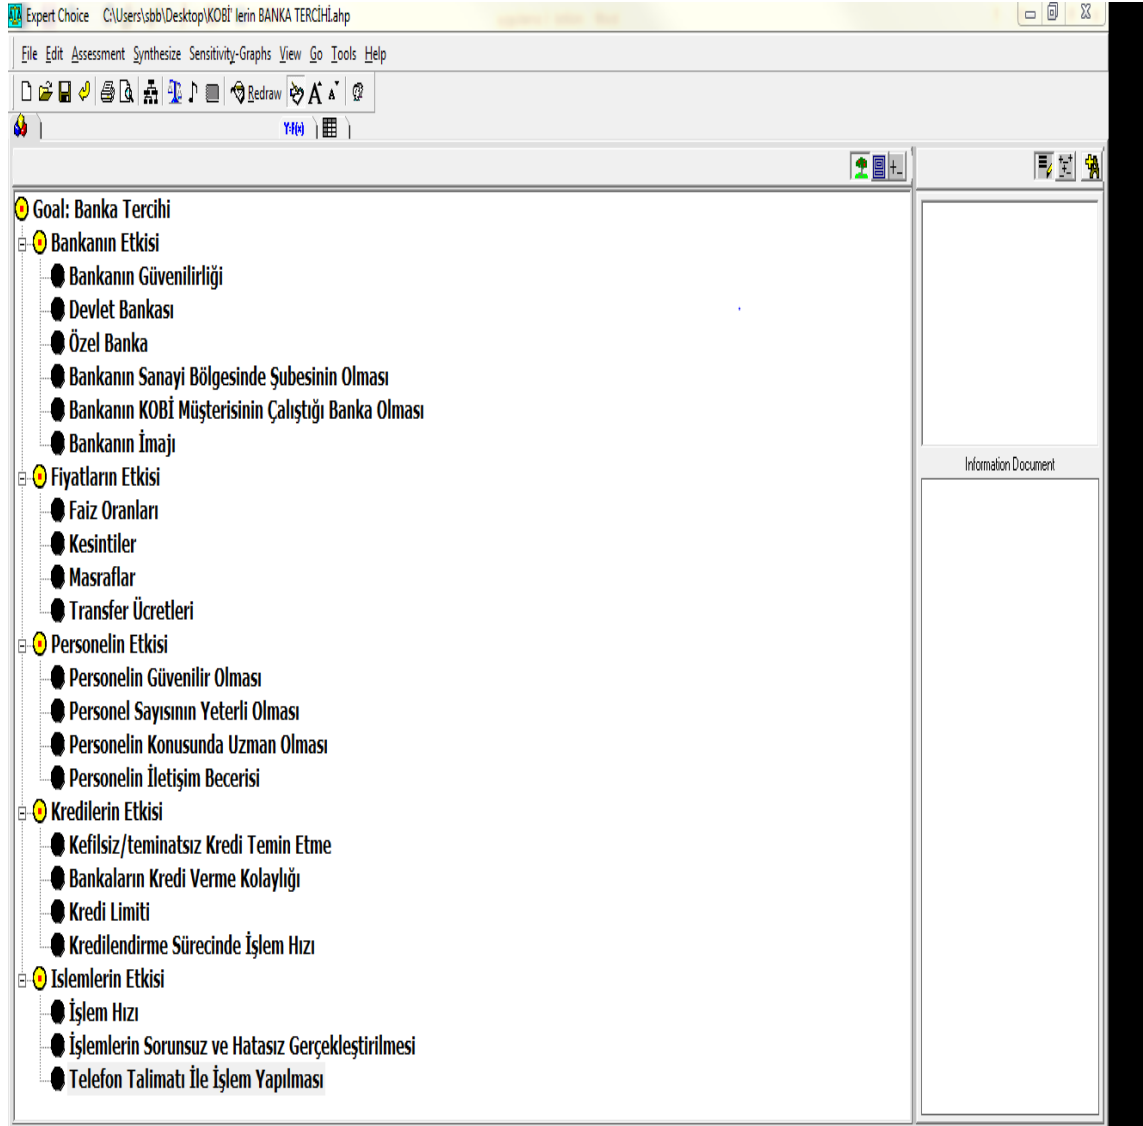 Expert Choice C:\Users\sbb\Desktop\KOBİ' lerin BANKA TERCİHİ.ahp
File Edit Assessment Synthesize Sensitivity-Graphs View Go Tools Help
Redraw A A
Y=f(x)
Goal: Banka Tercihi
Bankanın Etkisi
Bankanın Güvenilirliği
Devlet Bankası
Özel Banka
Bankanın Sanayi Bölgesinde Şubesinin Olması
Bankanın KOBİ Müşterisinin Çalıştığı Banka Olması
Bankanın İmajı
Fiyatların Etkisi
Information Document
Faiz Oranları
Kesintiler
Masraflar
Transfer Ücretleri
Personelin Etkisi
Personelin Güvenilir Olması
Personel Sayısının Yeterli Olması
Personelin Konusunda Uzman Olması
Personelin İletişim Becerisi
Kredilerin Etkisi
Kefilsiz/teminatsız Kredi Temin Etme
Bankaların Kredi Verme Kolaylığı
Kredi Limiti
Kredilendirme Sürecinde İşlem Hızı
Islemlerin Etkisi
İşlem Hızı
İşlemlerin Sorunsuz ve Hatasız Gerçekleştirilmesi
Telefon Talimatı İle İşlem Yapılması